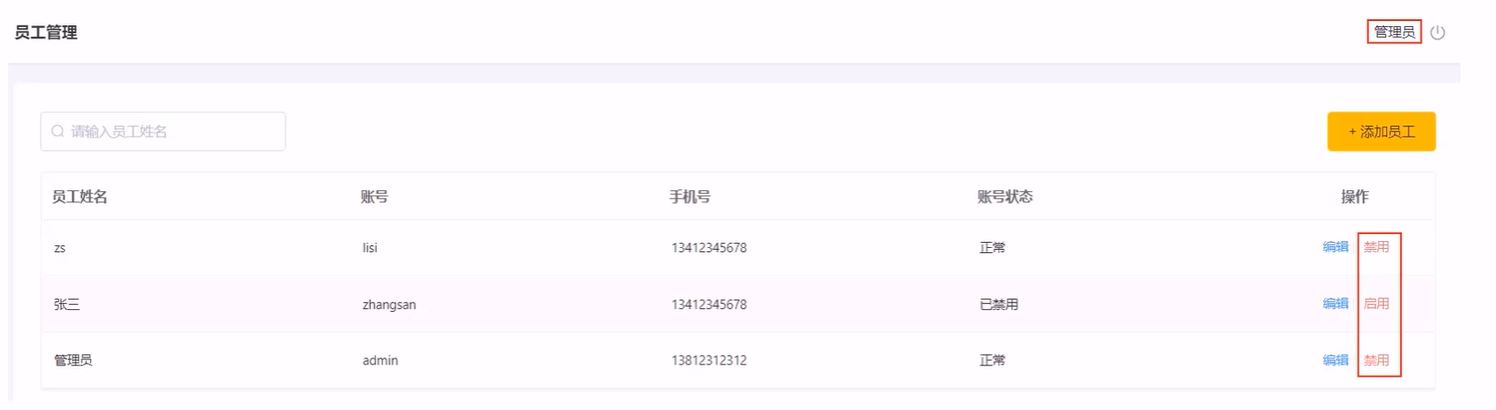 员工管理 管理员
请输入员工姓名 + 添加员工
员工姓名 账号 手机号 账号状态 操作
zs lisi 13412345678 正常 编辑 禁用
张三 zhangsan 13412345678 已禁用 编辑 启用
管理员 admin 13812312312 正常 编辑 禁用